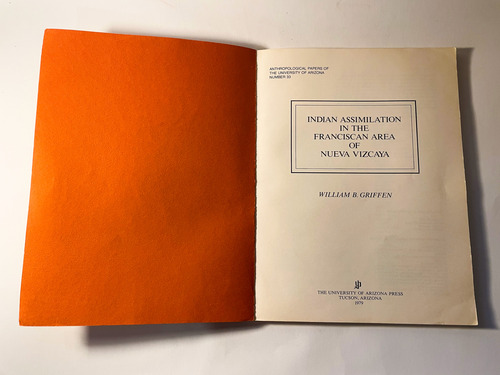 ANTHROPOLOGICAL PAPERS OF
THE UNIVERSITY OF ARIZONA
NUMBER 33
INDIAN ASSIMILATION
IN THE
FRANCISCAN AREA
OF
NUEVA VIZCAYA
WILLIAM B. GRIFFEN
THE UNIVERSITY OF ARIZONA PRESS
TUCSON, ARIZONA
1979